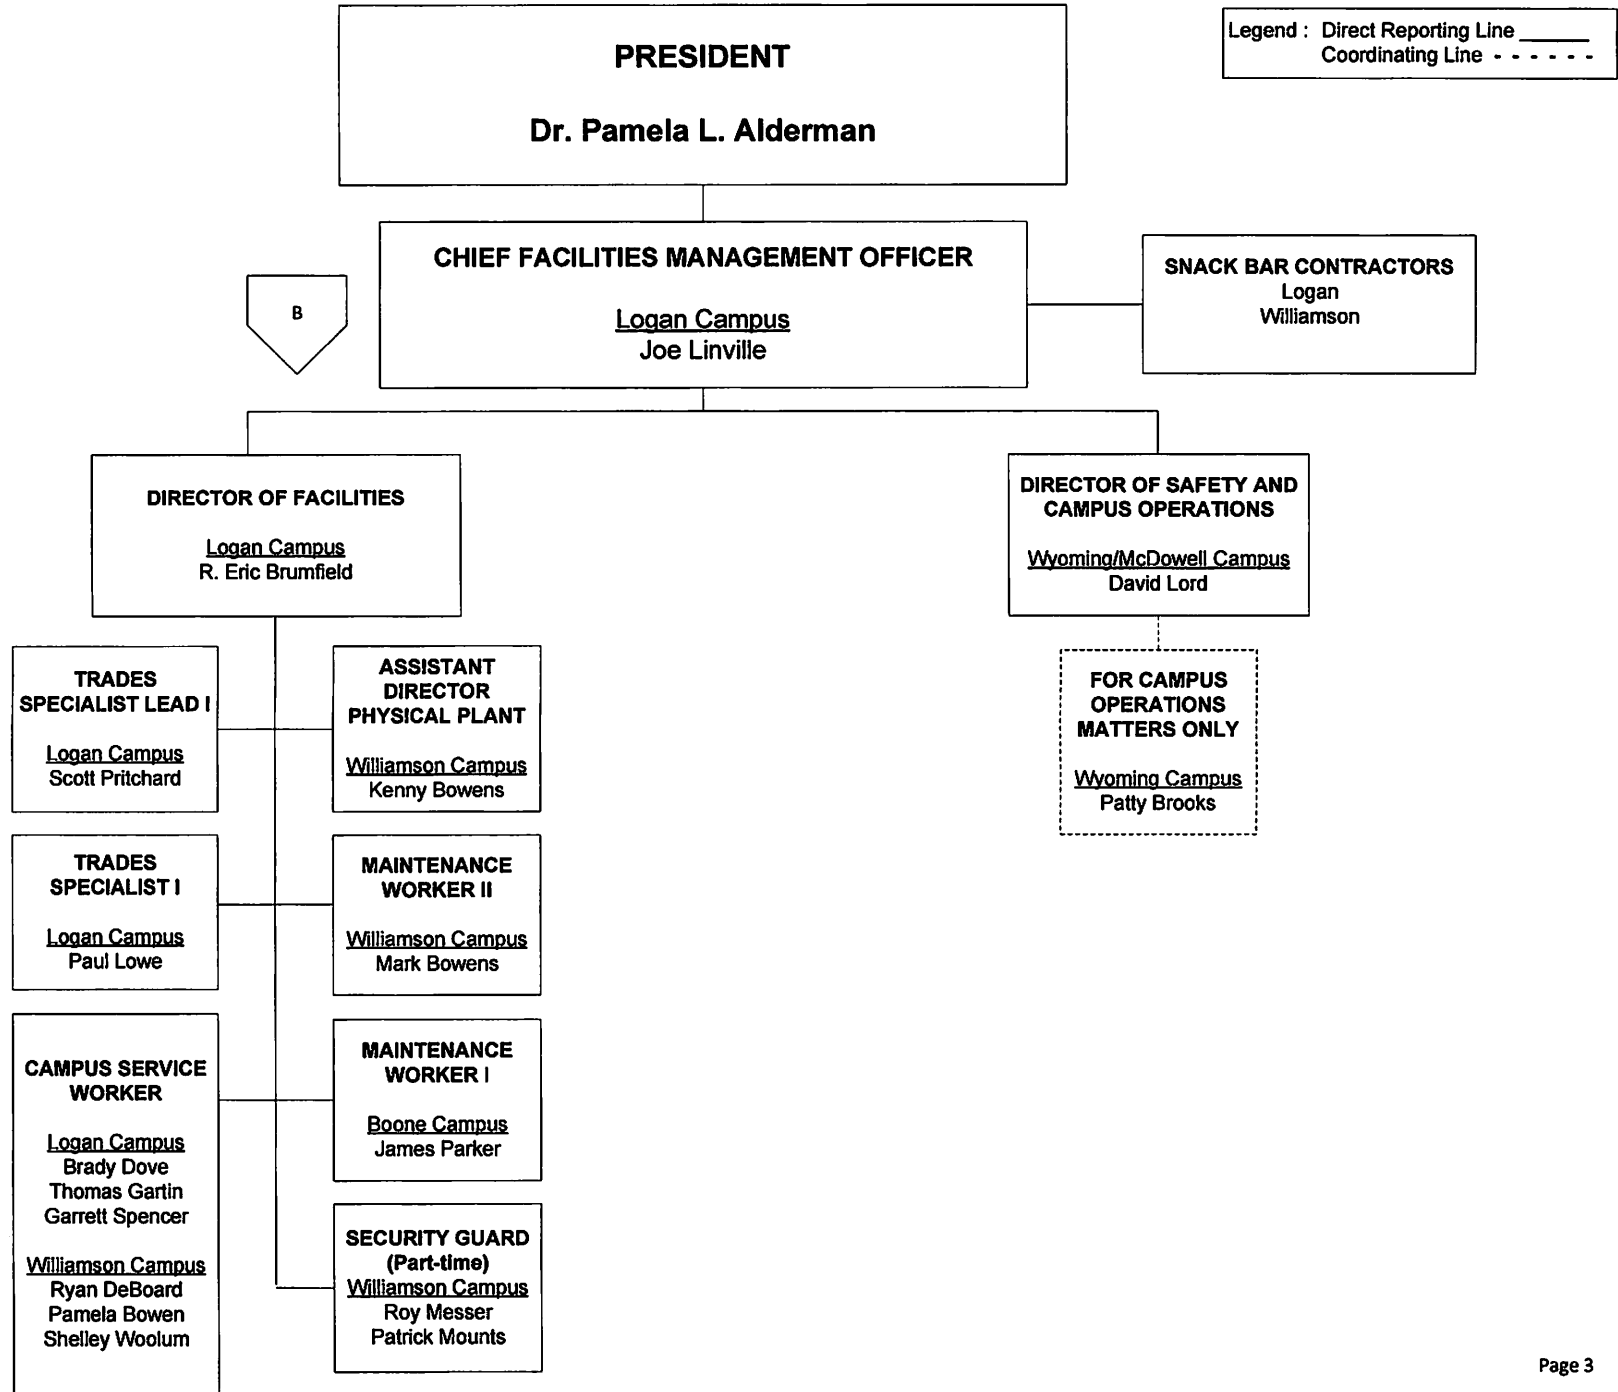 PRESIDENT
Dr. Pamela L. Alderman
Legend : Direct Reporting Line ______
Coordinating Line - - - - - -
CHIEF FACILITIES MANAGEMENT OFFICER
Logan Campus
Joe Linville
SNACK BAR CONTRACTORS
Logan
Williamson
B
DIRECTOR OF FACILITIES
Logan Campus
R. Eric Brumfield
DIRECTOR OF SAFETY AND
CAMPUS OPERATIONS
Wyoming/McDowell Campus
David Lord
FOR CAMPUS
OPERATIONS
MATTERS ONLY
Wyoming Campus
Patty Brooks
TRADES
SPECIALIST LEAD I
Logan Campus
Scott Pritchard
ASSISTANT
DIRECTOR
PHYSICAL PLANT
Williamson Campus
Kenny Bowens
TRADES
SPECIALIST I
Logan Campus
Paul Lowe
MAINTENANCE
WORKER II
Williamson Campus
Mark Bowens
CAMPUS SERVICE
WORKER
Logan Campus
Brady Dove
Thomas Gartin
Garrett Spencer
Williamson Campus
Ryan DeBoard
Pamela Bowen
Shelley Woolum
MAINTENANCE
WORKER I
Boone Campus
James Parker
SECURITY GUARD
(Part-time)
Williamson Campus
Roy Messer
Patrick Mounts
Page 3